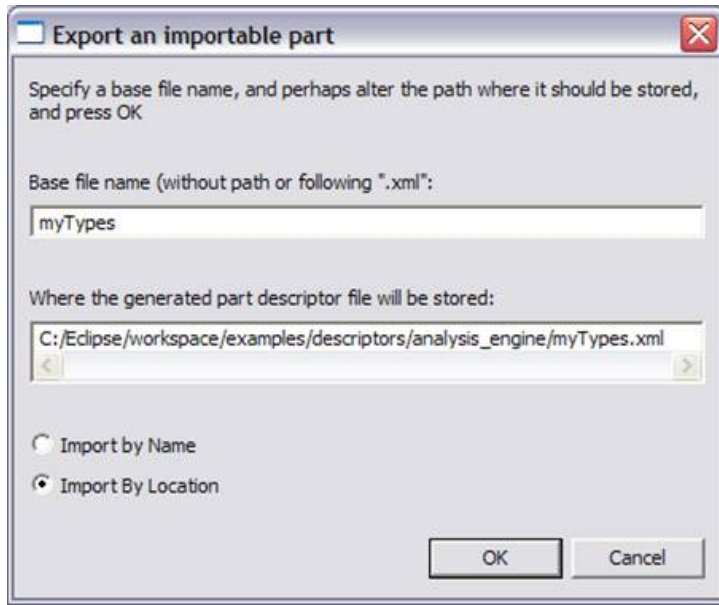 Export an importable part
Specify a base file name, and perhaps alter the path where it should be stored,
and press OK
Base file name (without path or following ".xml":
myTypes
Where the generated part descriptor file will be stored:
C:/Eclipse/workspace/examples/descriptors/analysis_engine/myTypes.xml
Import by Name
Import By Location
OK
Cancel